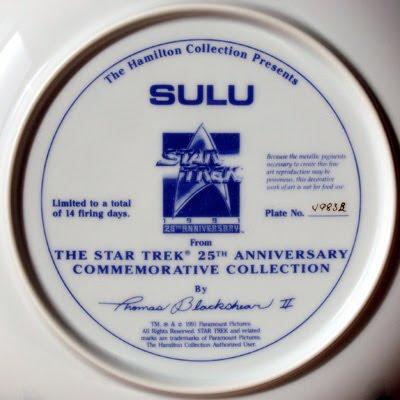 The Hamilton Collection Presents
SULU
STAR
TREK
1991
25TH ANNIVERSARY
Because the metallic pigments
necessary to create this fine
art reproduction may be
poisonous, this decorative
work of art is not for food use.
Limited to a total
of 14 firing days.
Plate No.
From
THE STAR TREK® 25TH ANNIVERSARY
COMMEMORATIVE COLLECTION
By
Thomas Blackshear II
TM, ® & © 1991 Paramount Pictures.
All Rights Reserved. STAR TREK and related
marks are trademarks of Paramount Pictures.
The Hamilton Collection Authorized User.